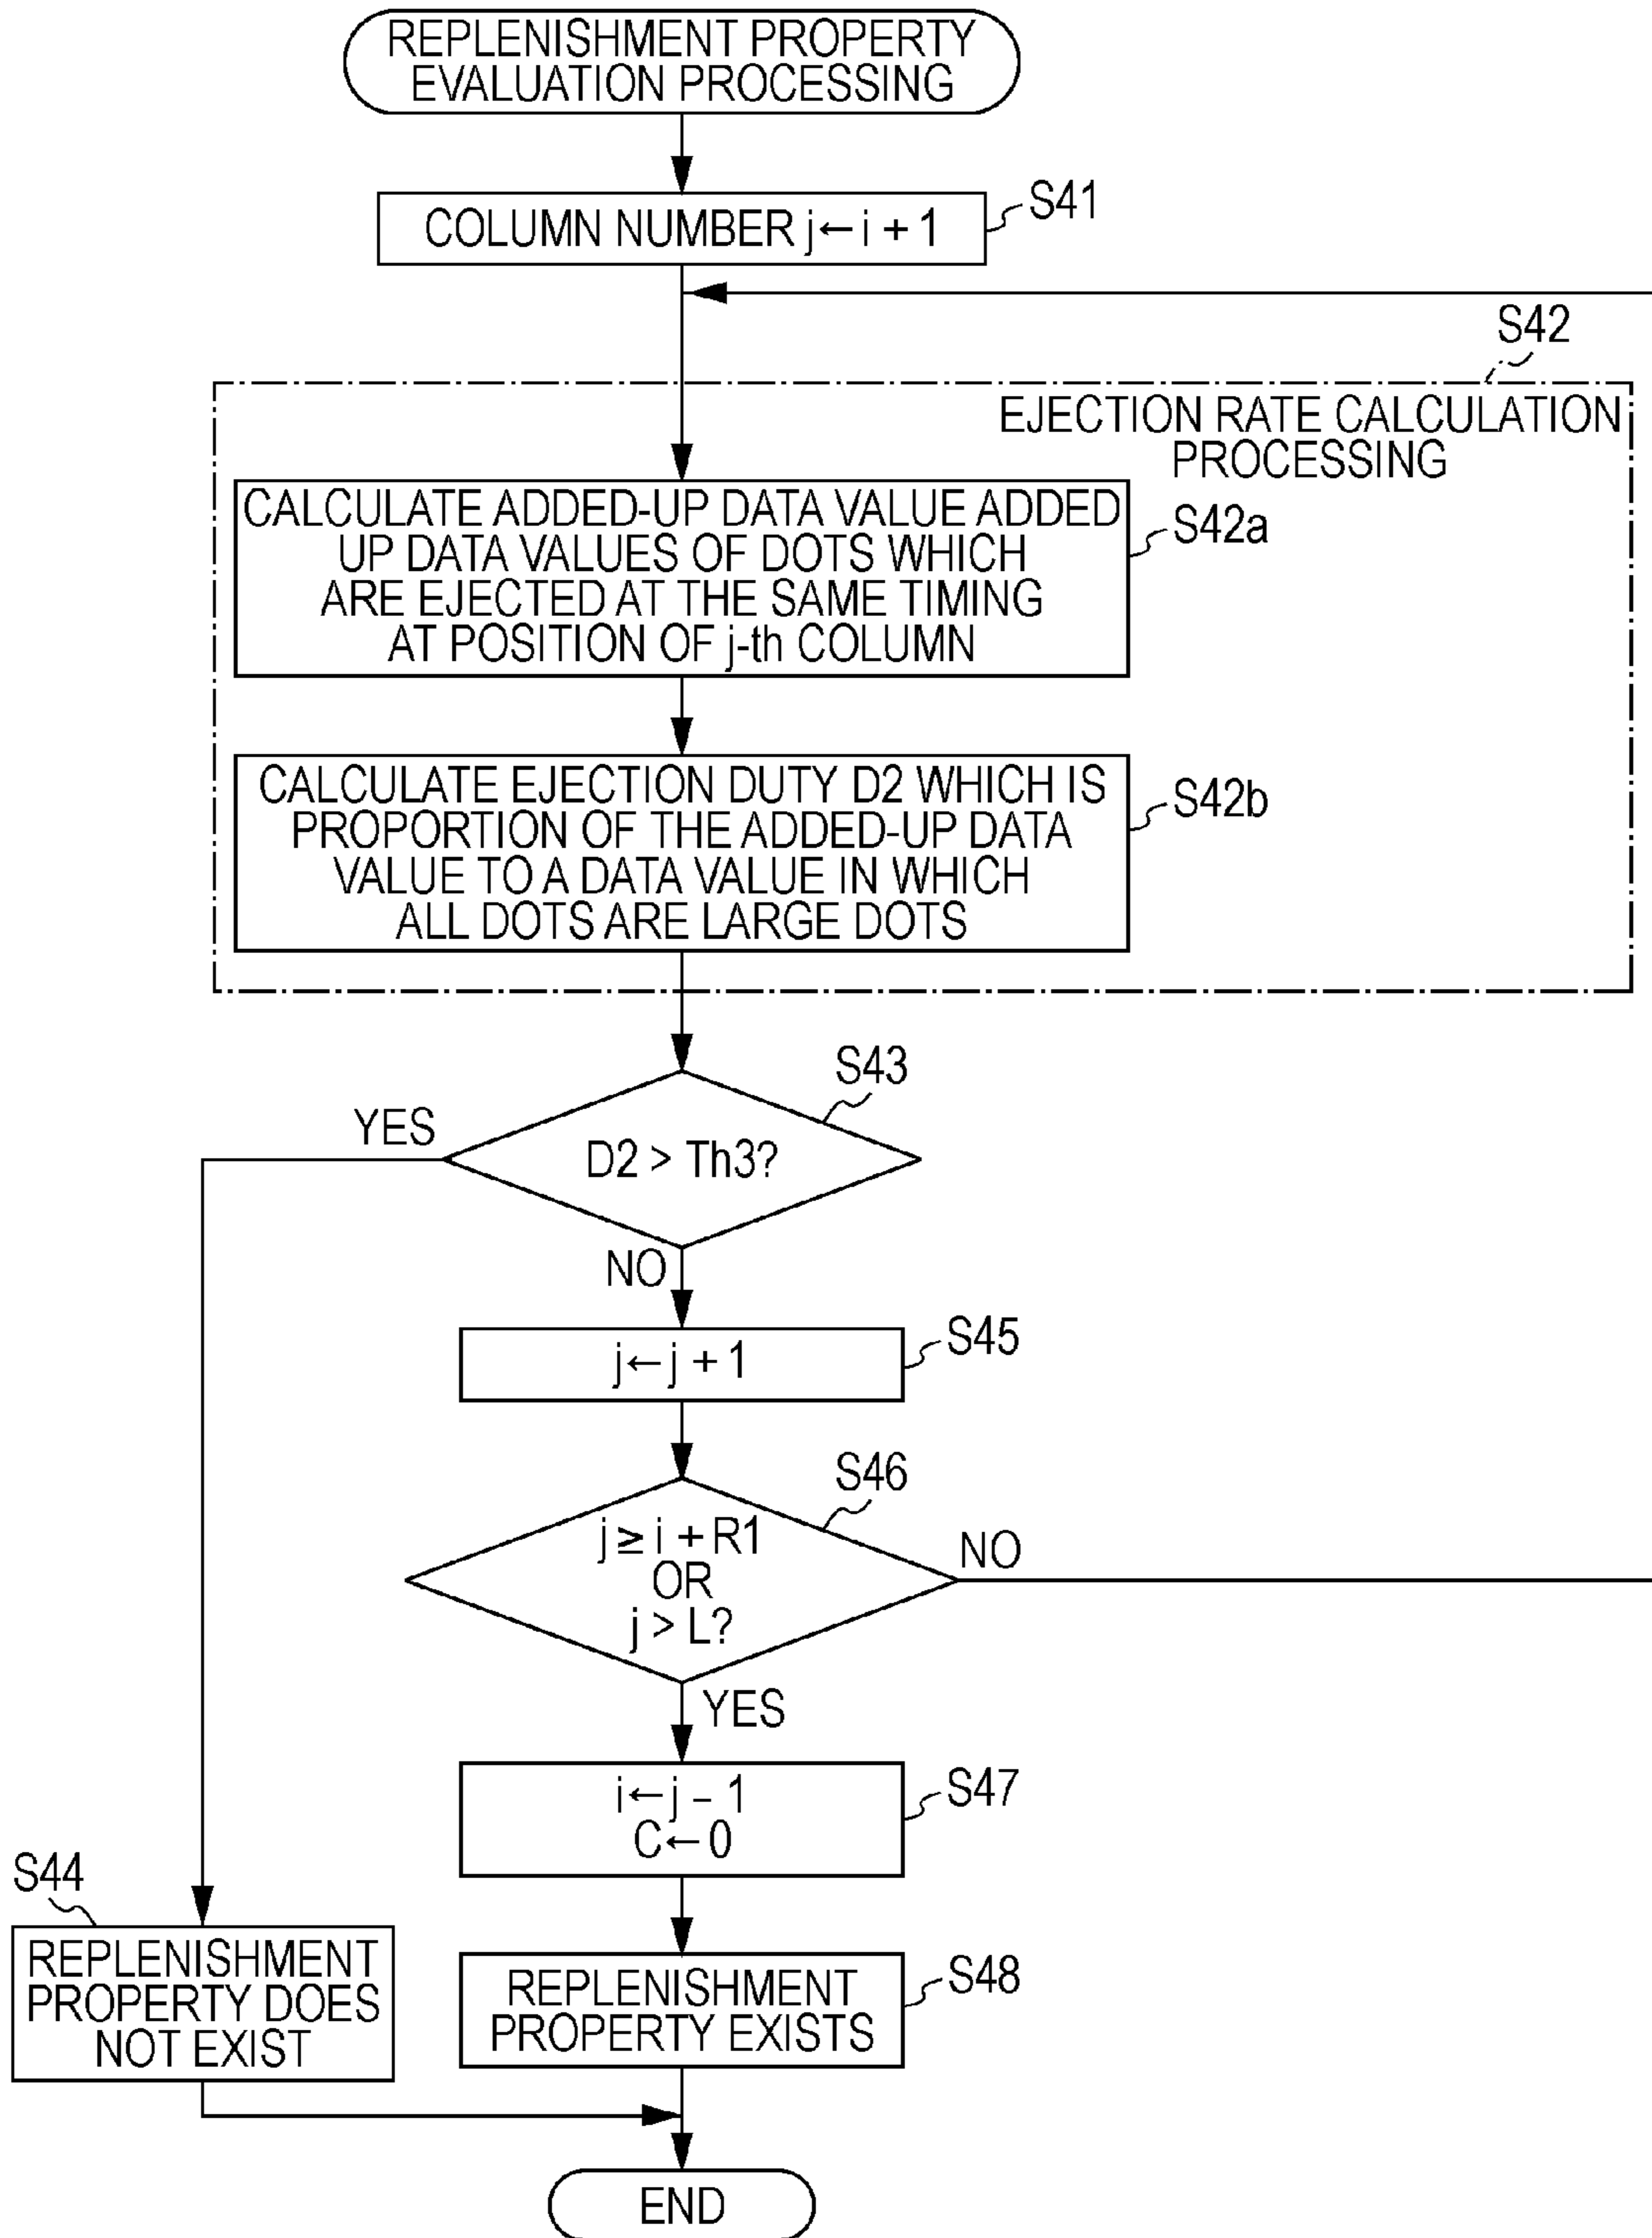 REPLENISHMENT PROPERTY
EVALUATION PROCESSING
COLUMN NUMBER j←i + 1
S41
S42
EJECTION RATE CALCULATION
PROCESSING
CALCULATE ADDED-UP DATA VALUE ADDED
UP DATA VALUES OF DOTS WHICH
ARE EJECTED AT THE SAME TIMING
AT POSITION OF j-th COLUMN
S42a
CALCULATE EJECTION DUTY D2 WHICH IS
PROPORTION OF THE ADDED-UP DATA
VALUE TO A DATA VALUE IN WHICH
ALL DOTS ARE LARGE DOTS
S42b
S43
YES
D2 > Th3?
NO
j←j + 1
S45
S46
j ≥ i + R1
OR
j > L?
NO
YES
i←j − 1
C←0
S47
S44
REPLENISHMENT
PROPERTY DOES
NOT EXIST
REPLENISHMENT
PROPERTY EXISTS
S48
END